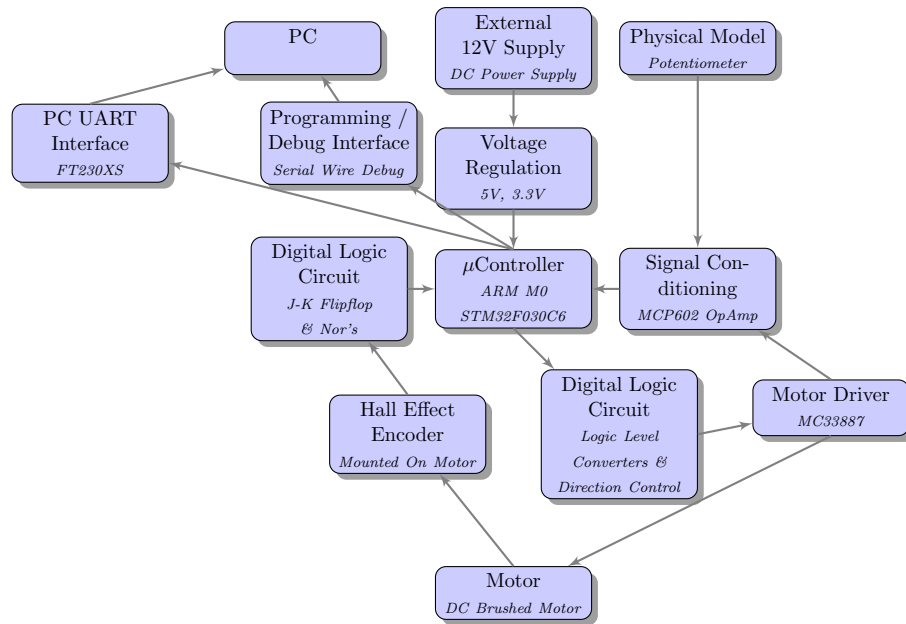 PC
External
12V Supply
DC Power Supply
Physical Model
Potentiometer
PC UART
Interface
FT230XS
Programming /
Debug Interface
Serial Wire Debug
Voltage
Regulation
5V, 3.3V
Digital Logic
Circuit
J-K Flipflop
& Nor's
μController
ARM M0
STM32F030C6
Signal Con-
ditioning
MCP602 OpAmp
Hall Effect
Encoder
Mounted On Motor
Digital Logic
Circuit
Logic Level
Converters &
Direction Control
Motor Driver
MC33887
Motor
DC Brushed Motor